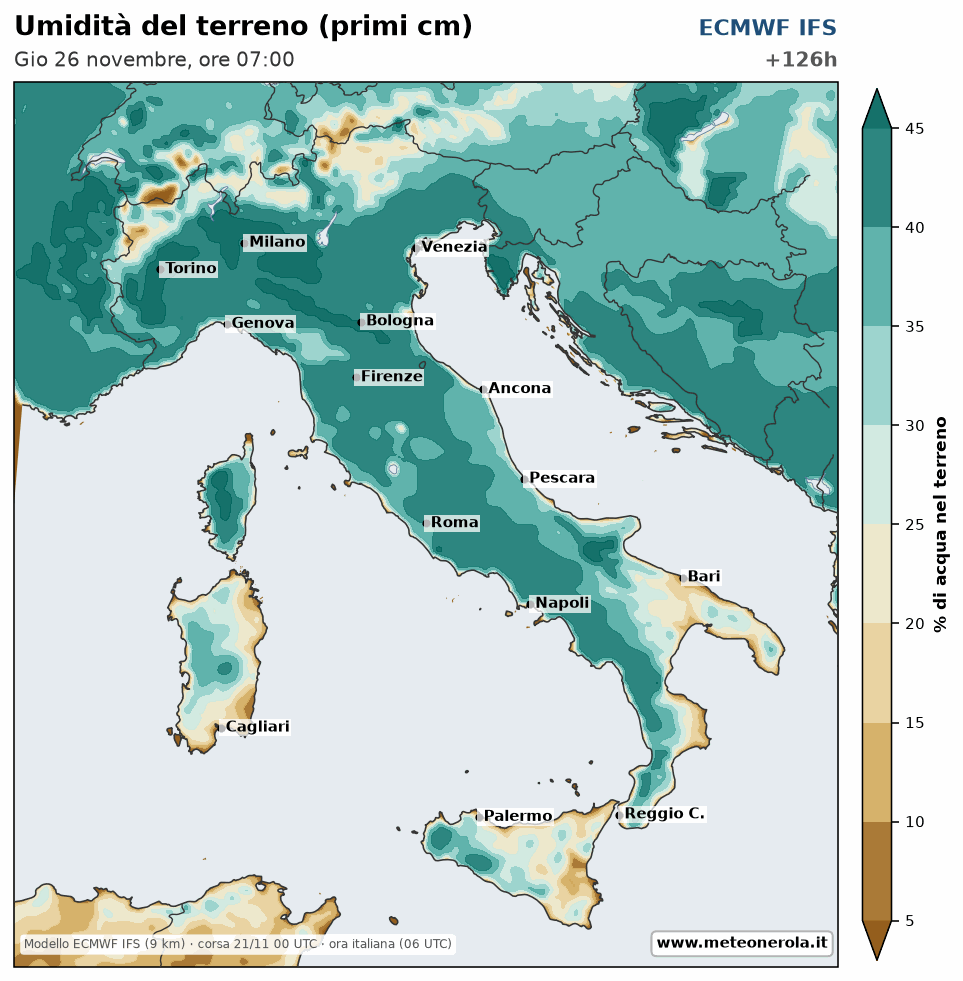 Umidità del terreno (primi cm)
ECMWF IFS
Gio 26 novembre, ore 07:00
+126h
Milano
Venezia
Torino
Bologna
Genova
Firenze
Ancona
Pescara
Roma
Bari
Napoli
Cagliari
Reggio C.
Palermo
45
40
35
30
25
20
15
10
5
% di acqua nel terreno
Modello ECMWF IFS (9 km) · corsa 21/11 00 UTC · ora italiana (06 UTC)
www.meteonerola.it